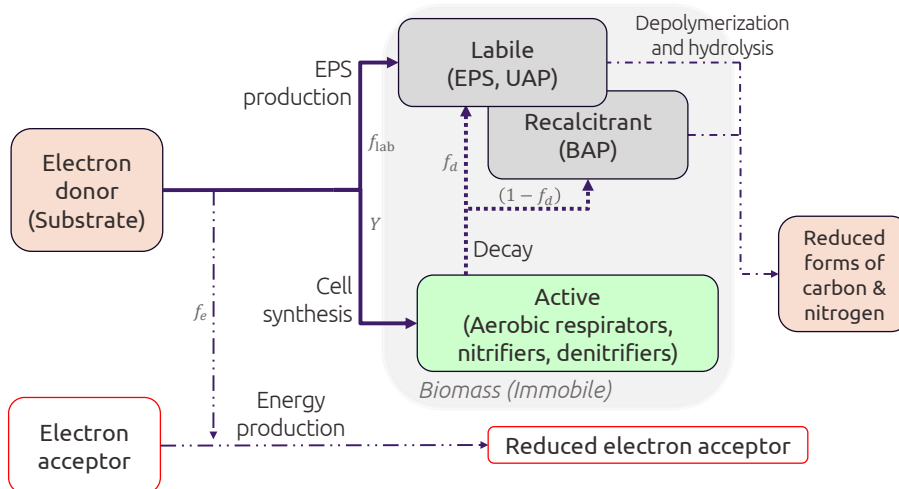 Depolymerization
and hydrolysis
Labile
(EPS, UAP)
EPS
production
Recalcitrant
(BAP)
f_lab
f_d
Electron
donor
(Substrate)
(1 − f_d)
Y
Decay
Reduced
forms of
carbon &
nitrogen
Cell
synthesis
Active
(Aerobic respirators,
nitrifiers, denitrifiers)
f_e
Biomass (Immobile)
Energy
production
Electron
acceptor
Reduced electron acceptor